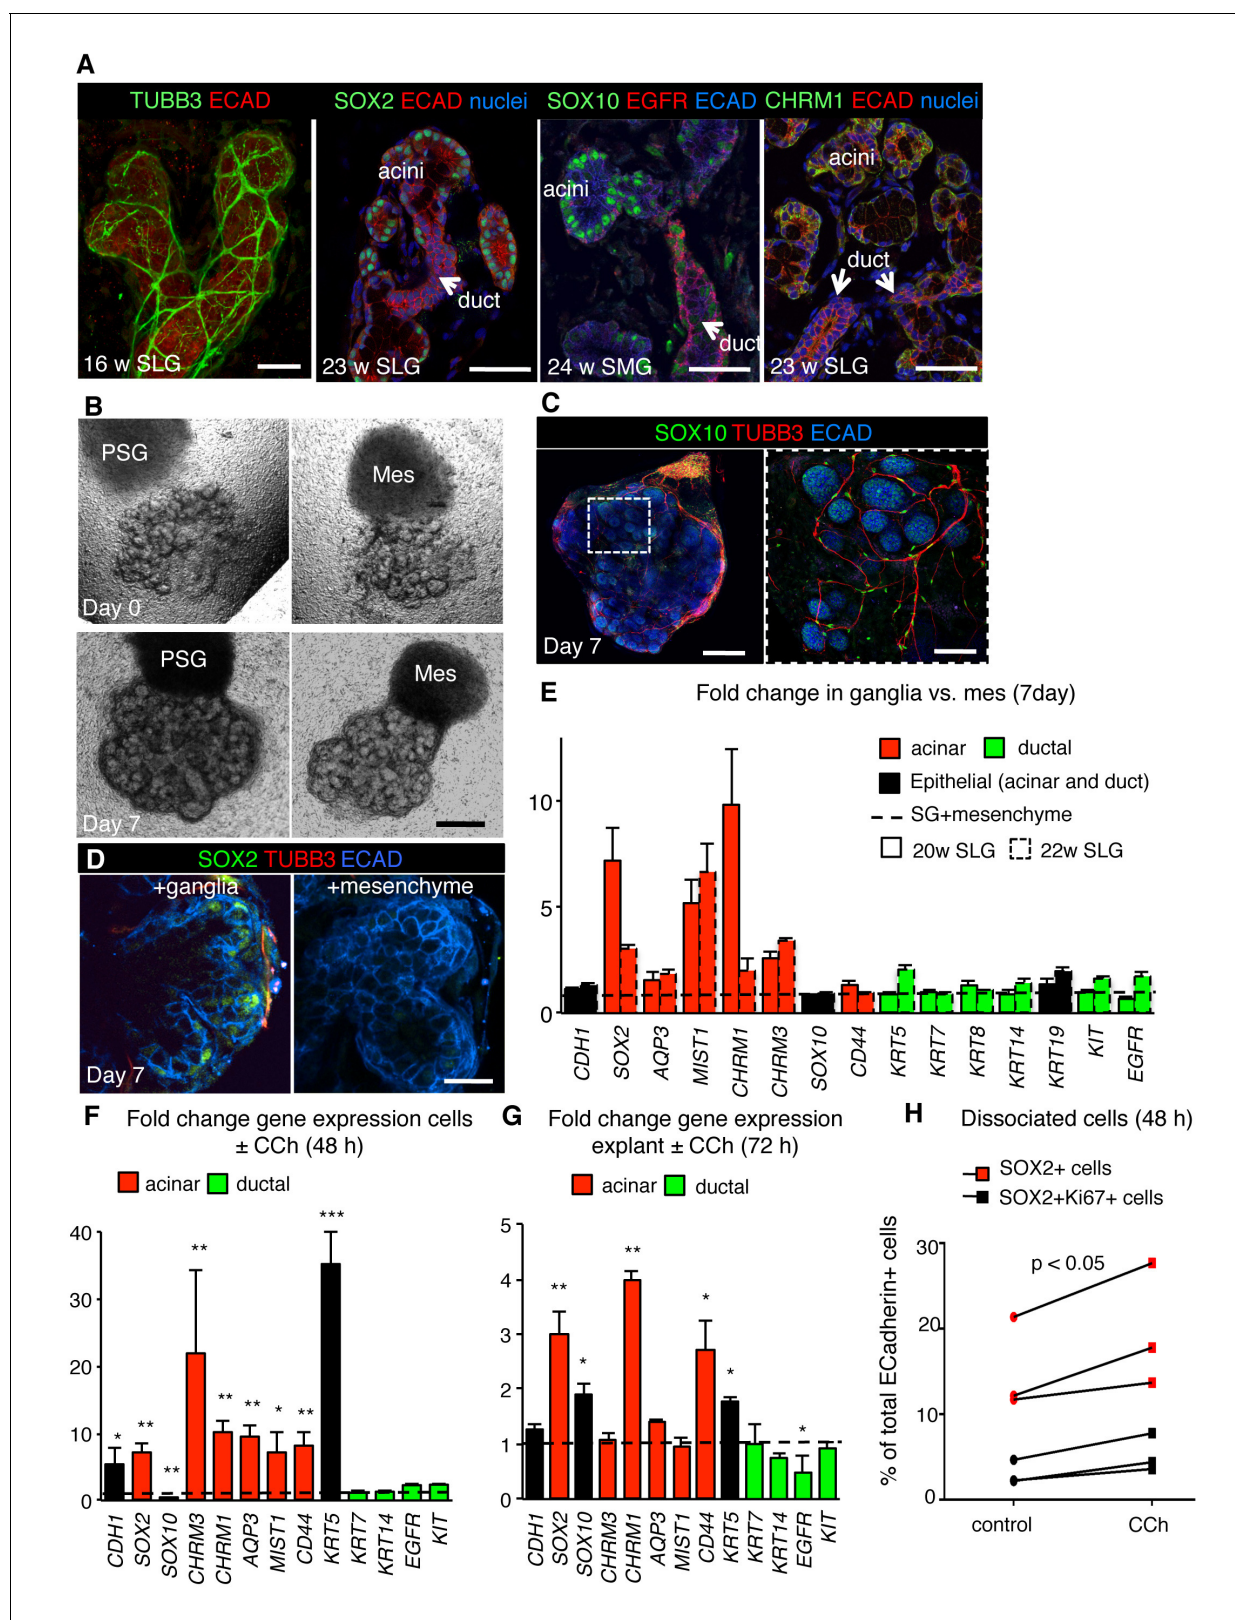 A
TUBB3 ECAD
SOX2 ECAD nuclei
SOX10 EGFR ECAD
CHRM1 ECAD nuclei
acini
duct
acini
duct
acini
duct
16 w SLG
23 w SLG
24 w SMG
23 w SLG
B
PSG
Mes
Day 0
PSG
Mes
Day 7
C
SOX10 TUBB3 ECAD
Day 7
D
SOX2 TUBB3 ECAD
+ganglia
+mesenchyme
Day 7
E
Fold change in ganglia vs. mes (7day)
acinar
ductal
Epithelial (acinar and duct)
SG+mesenchyme
20w SLG
22w SLG
10
5
0
CDH1
SOX2
AQP3
MIST1
CHRM1
CHRM3
SOX10
CD44
KRT5
KRT7
KRT8
KRT14
KRT19
KIT
EGFR
F
Fold change gene expression cells
± CCh (48 h)
acinar
ductal
40
30
20
10
0
*
**
**
**
**
**
*
**
***
CDH1
SOX2
SOX10
CHRM3
CHRM1
AQP3
MIST1
CD44
KRT5
KRT7
KRT14
EGFR
KIT
G
Fold change gene expression
explant ± CCh (72 h)
acinar
ductal
5
4
3
2
1
0
**
*
**
*
*
*
CDH1
SOX2
SOX10
CHRM3
CHRM1
AQP3
MIST1
CD44
KRT5
KRT7
KRT14
EGFR
KIT
H
Dissociated cells (48 h)
SOX2+ cells
SOX2+Ki67+ cells
% of total ECadherin+ cells
30
20
10
0
p < 0.05
control
CCh